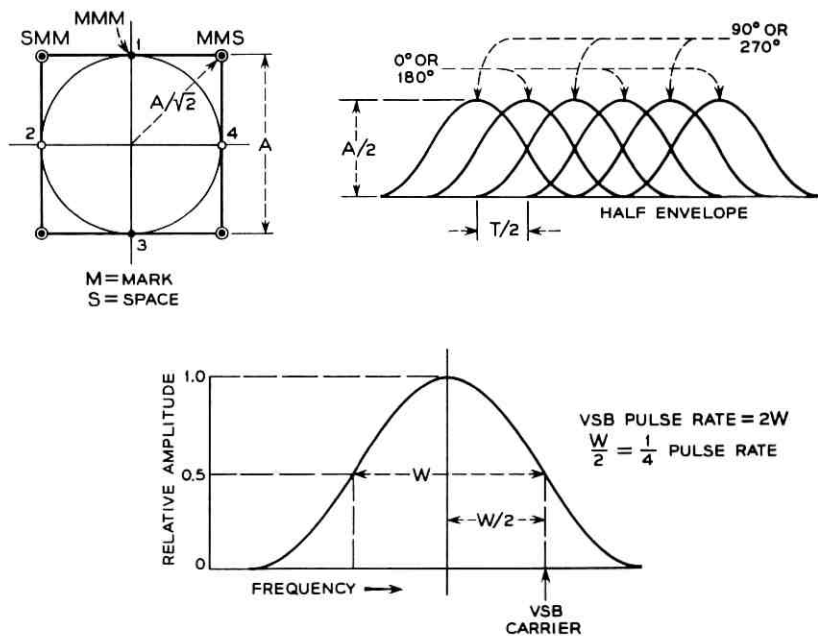 MMM
SMM
1
MMS
A/√2
2
4
A
3
M=MARK
S=SPACE
90° OR
270°
0° OR
180°
A/2
HALF ENVELOPE
T/2
RELATIVE AMPLITUDE
1.0
0.5
0
W
W/2
FREQUENCY
VSB
CARRIER
VSB PULSE RATE = 2W
W/2 = 1/4 PULSE RATE